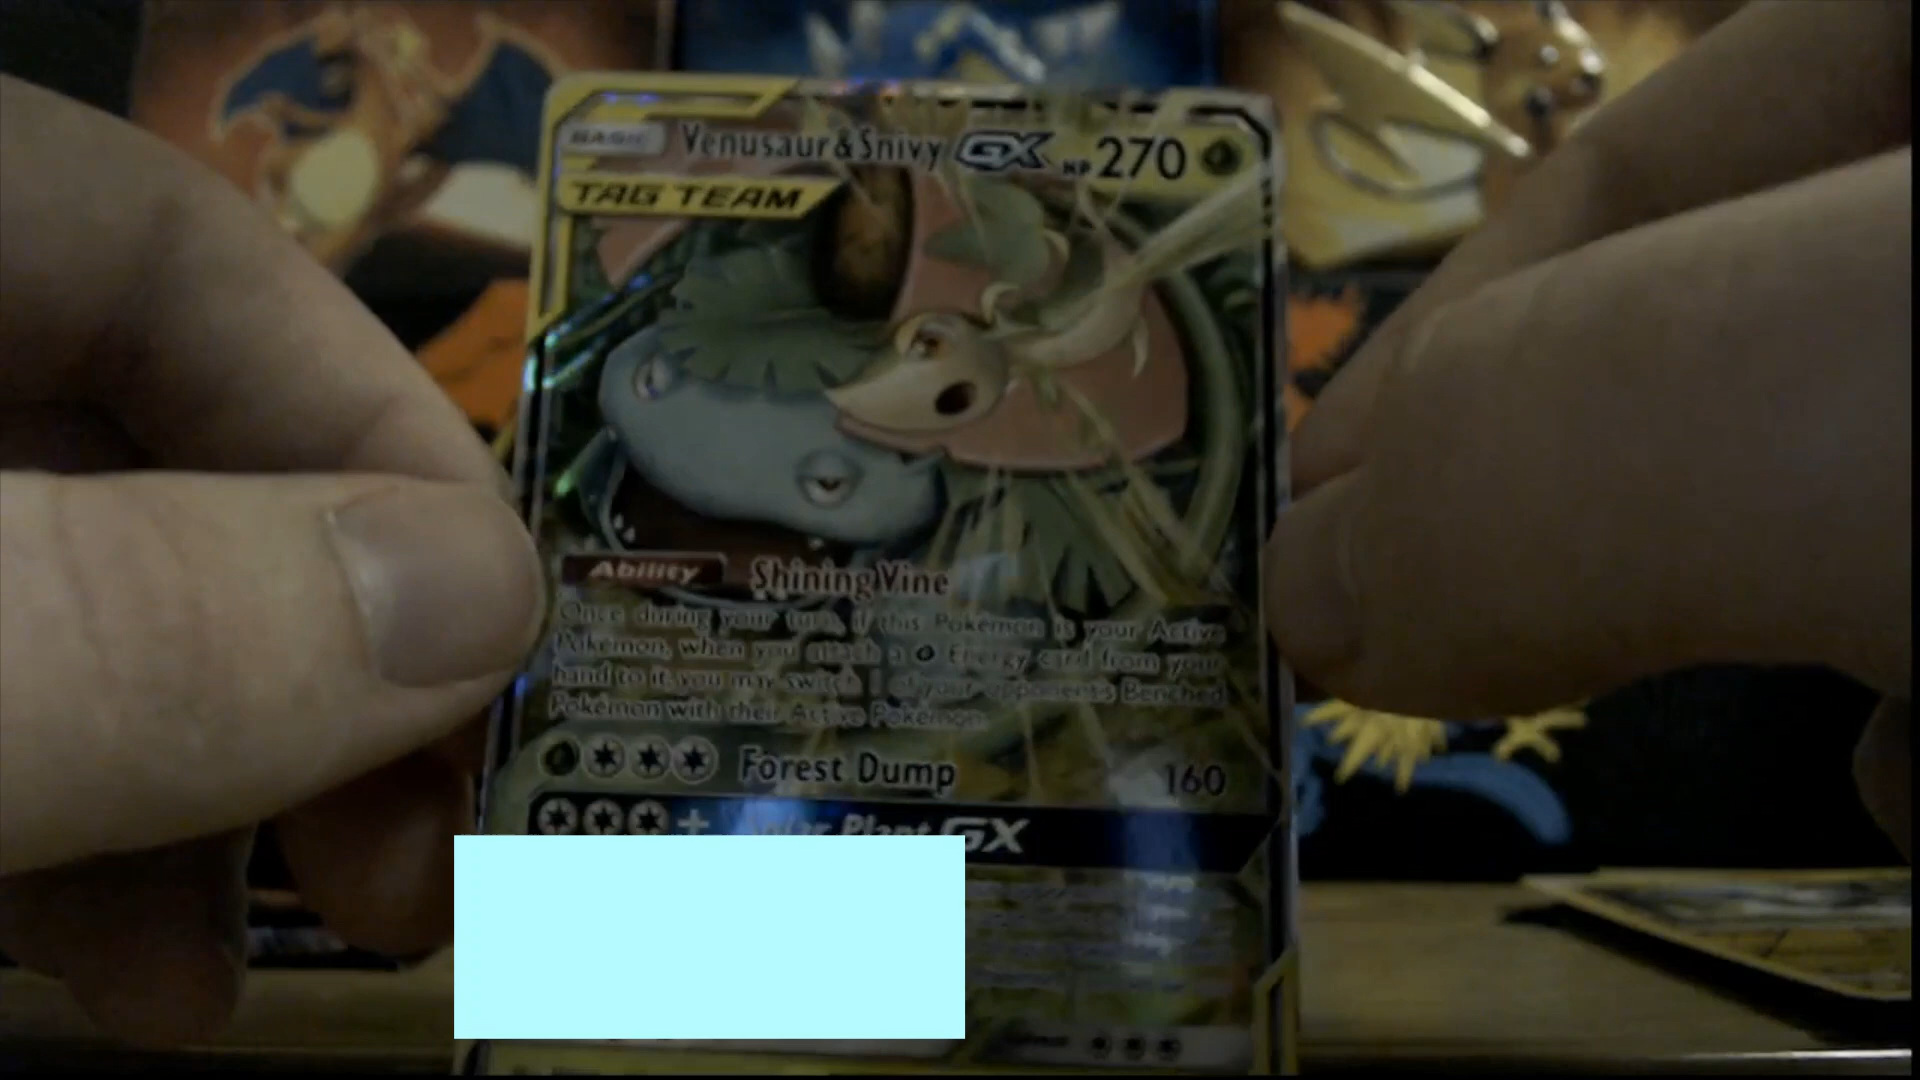 BASIC Venusaur&Snivy GX HP 270
TAG TEAM
Ability Shining Vine
Once during your turn, if this Pokémon is your Active
Pokémon, when you attach a Energy card from your
hand to it, you may switch 1 of your opponent's Benched
Pokémon with their Active Pokémon.
Forest Dump 160
+ Solar Plant GX